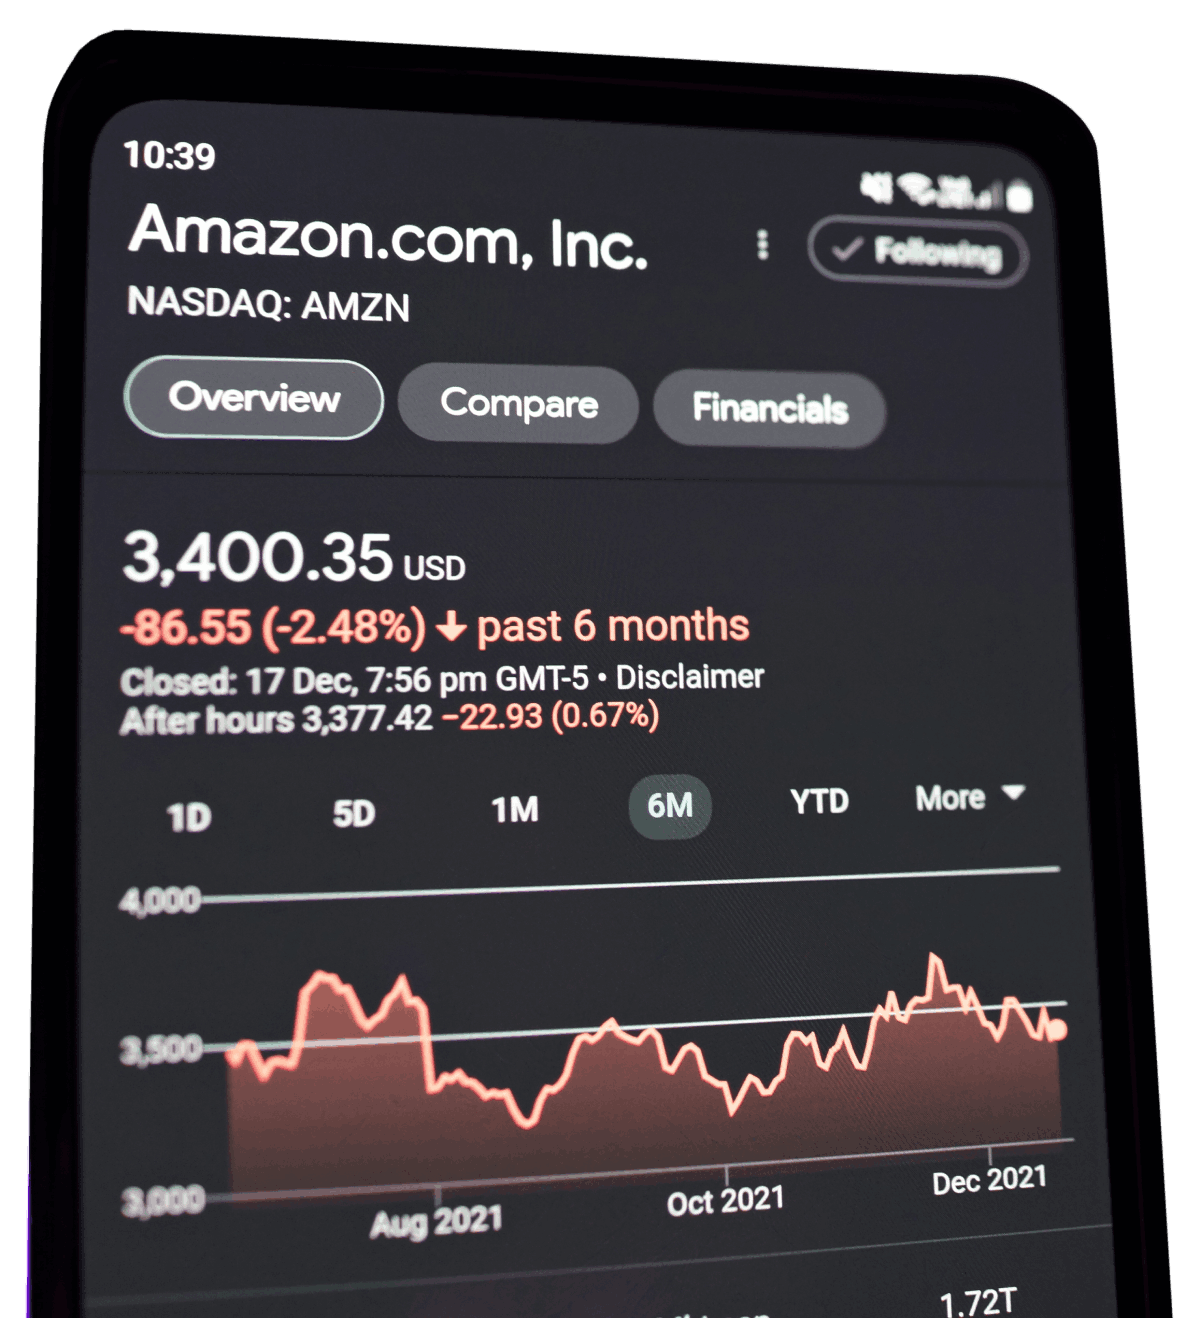 10:39
Amazon.com, Inc.
Following
NASDAQ: AMZN
Overview
Compare
Financials
3,400.35 USD
-86.55 (-2.48%) ↓ past 6 months
Closed: 17 Dec, 7:56 pm GMT-5 • Disclaimer
After hours 3,377.42 −22.93 (0.67%)
1D 5D 1M 6M YTD More
4,000
3,500
3,000
Aug 2021 Oct 2021 Dec 2021
1.72T